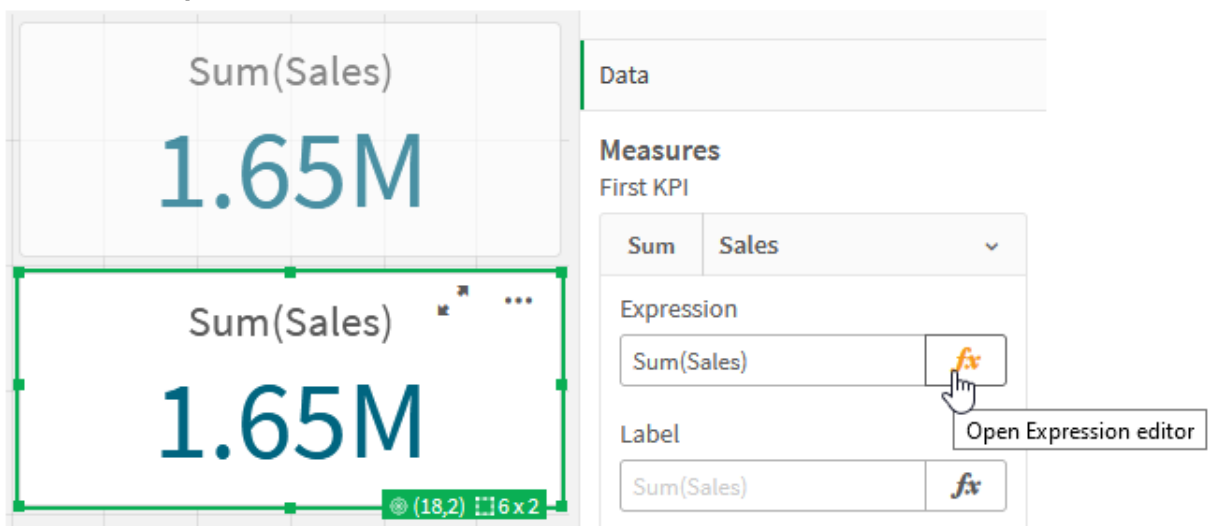 Sum(Sales)
1.65M
Sum(Sales)
1.65M
(18,2) 6 x 2
Data
Measures
First KPI
Sum Sales
Expression
Sum(Sales) fx
Open Expression editor
Label
Sum(Sales) fx